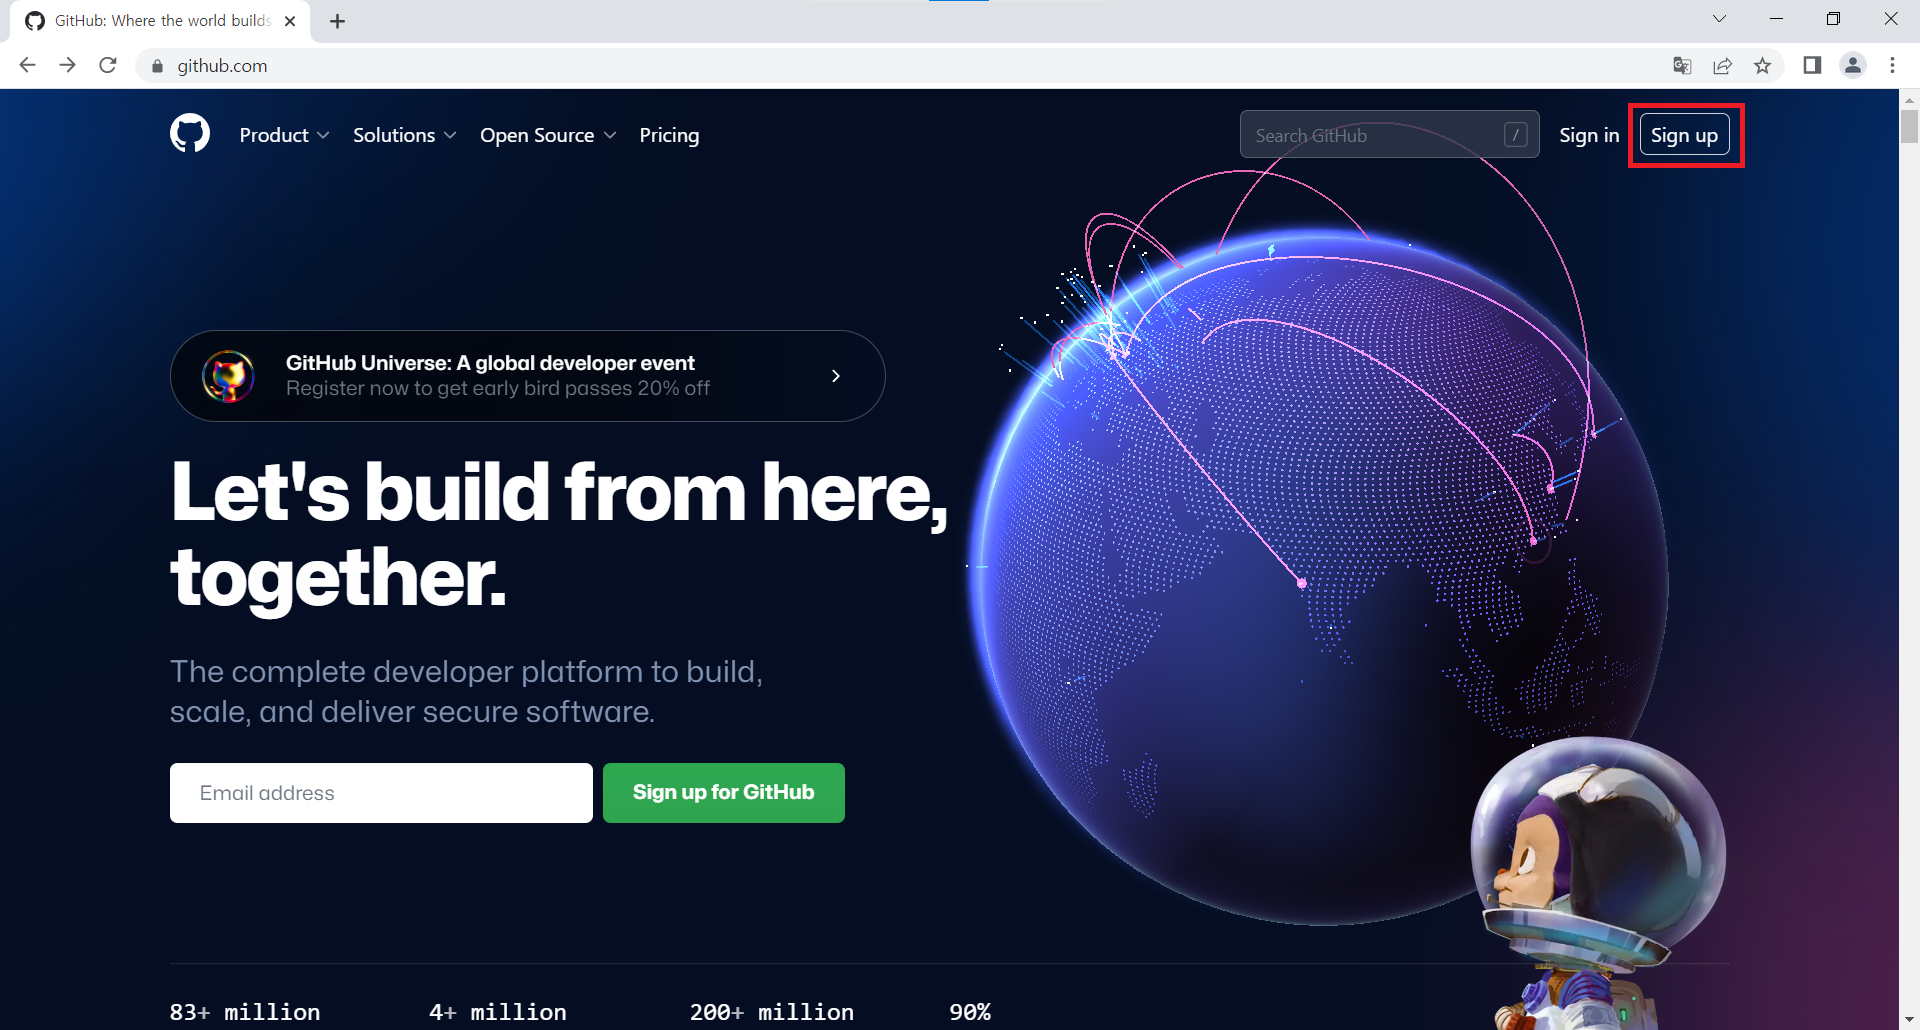 GitHub: Where the world builds
github.com
Product
Solutions
Open Source
Pricing
Search GitHub
/
Sign in
Sign up
GitHub Universe: A global developer event
Register now to get early bird passes 20% off
Let's build from here,
together.
The complete developer platform to build,
scale, and deliver secure software.
Email address
Sign up for GitHub
83+ million
4+ million
200+ million
90%